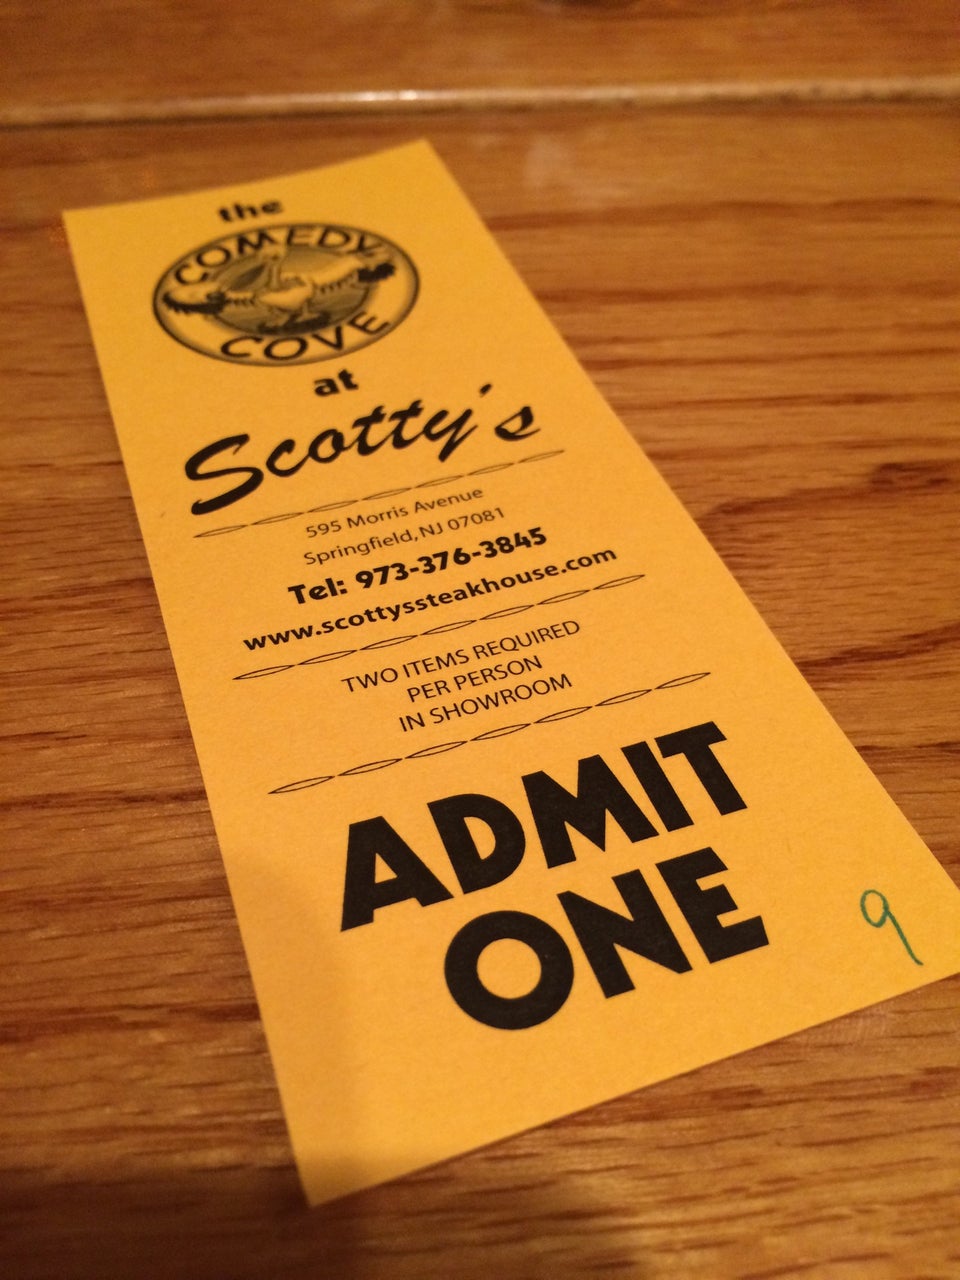 the
COMEDY
COVE
at
Scotty's
595 Morris Avenue
Springfield, NJ 07081
Tel: 973-376-3845
www.scottyssteakhouse.com
TWO ITEMS REQUIRED
PER PERSON
IN SHOWROOM
ADMIT
ONE
9